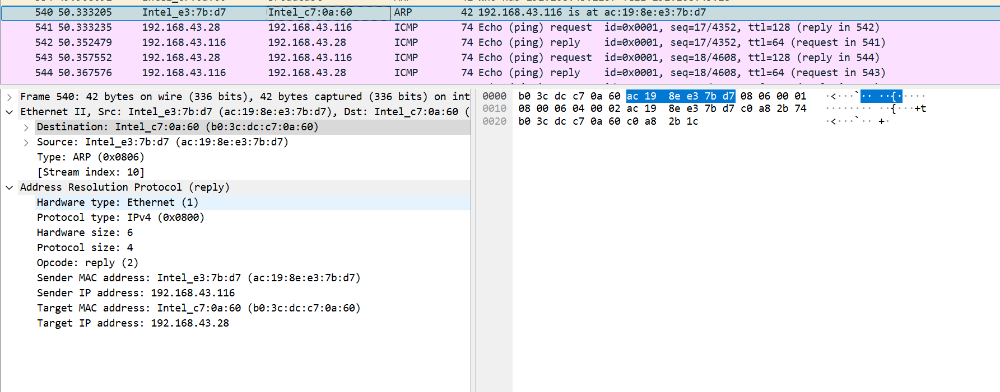 540 50.333205 Intel_e3:7b:d7 Intel_c7:0a:60 ARP 42 192.168.43.116 is at ac:19:8e:e3:7b:d7
541 50.333235 192.168.43.28 192.168.43.116 ICMP 74 Echo (ping) request id=0x0001, seq=17/4352, ttl=128 (reply in 542)
542 50.352479 192.168.43.116 192.168.43.28 ICMP 74 Echo (ping) reply id=0x0001, seq=17/4352, ttl=64 (request in 541)
543 50.357552 192.168.43.28 192.168.43.116 ICMP 74 Echo (ping) request id=0x0001, seq=18/4608, ttl=128 (reply in 544)
544 50.367576 192.168.43.116 192.168.43.28 ICMP 74 Echo (ping) reply id=0x0001, seq=18/4608, ttl=64 (request in 543)
Frame 540: 42 bytes on wire (336 bits), 42 bytes captured (336 bits) on int
Ethernet II, Src: Intel_e3:7b:d7 (ac:19:8e:e3:7b:d7), Dst: Intel_c7:0a:60 (
Destination: Intel_c7:0a:60 (b0:3c:dc:c7:0a:60)
Source: Intel_e3:7b:d7 (ac:19:8e:e3:7b:d7)
Type: ARP (0x0806)
[Stream index: 10]
Address Resolution Protocol (reply)
Hardware type: Ethernet (1)
Protocol type: IPv4 (0x0800)
Hardware size: 6
Protocol size: 4
Opcode: reply (2)
Sender MAC address: Intel_e3:7b:d7 (ac:19:8e:e3:7b:d7)
Sender IP address: 192.168.43.116
Target MAC address: Intel_c7:0a:60 (b0:3c:dc:c7:0a:60)
Target IP address: 192.168.43.28
0000 b0 3c dc c7 0a 60 ac 19 8e e3 7b d7 08 06 00 01 ·<···`·· ··{·····
0010 08 00 06 04 00 02 ac 19 8e e3 7b d7 c0 a8 2b 74 ········ ··{···+t
0020 b0 3c dc c7 0a 60 c0 a8 2b 1c ·<···`·· +·